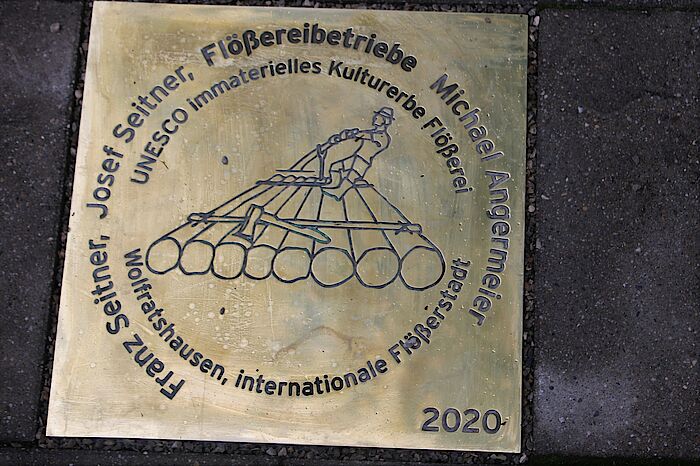 Franz Seitner, Josef Seitner, Flößereibetriebe Michael Angermeier
UNESCO immaterielles Kulturerbe Flößerei
Wolfratshausen, internationale Flößerstadt
2020